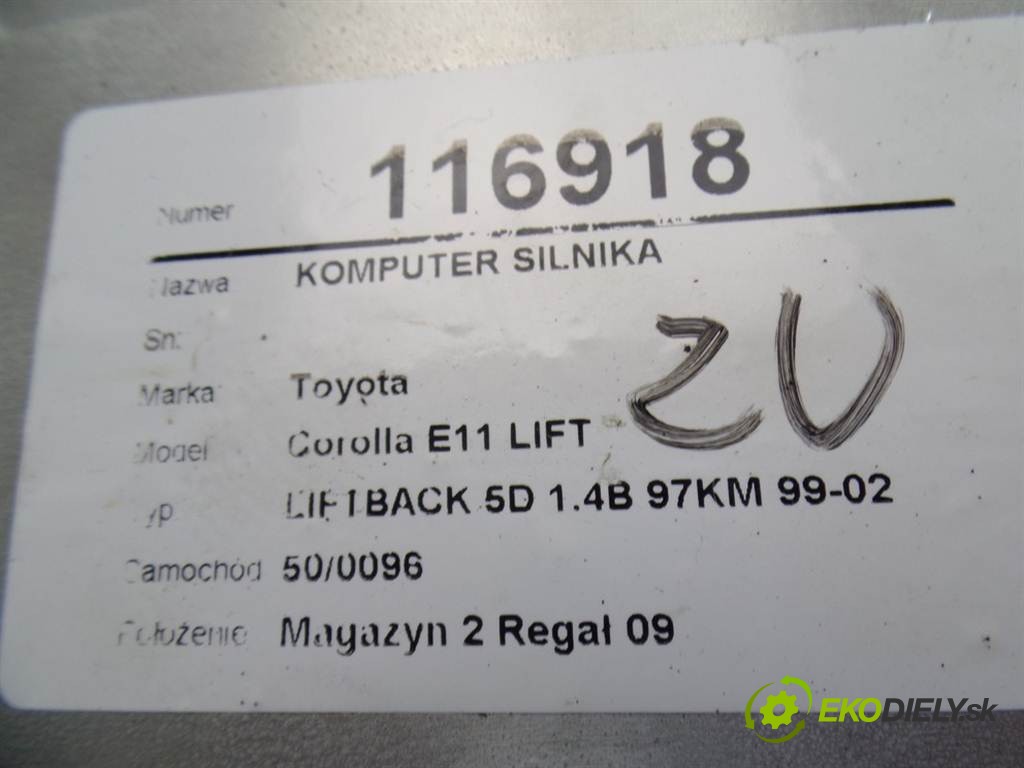 Numer 116918
Nazwa KOMPUTER SILNIKA
Sn:
Marka Toyota
Model Corolla E11 LIFT
ZU
Typ LIFTBACK 5D 1.4B 97KM 99-02
Samochód 50/0096
Położenie Magazyn 2 Regał 09
EKODIELY.sk